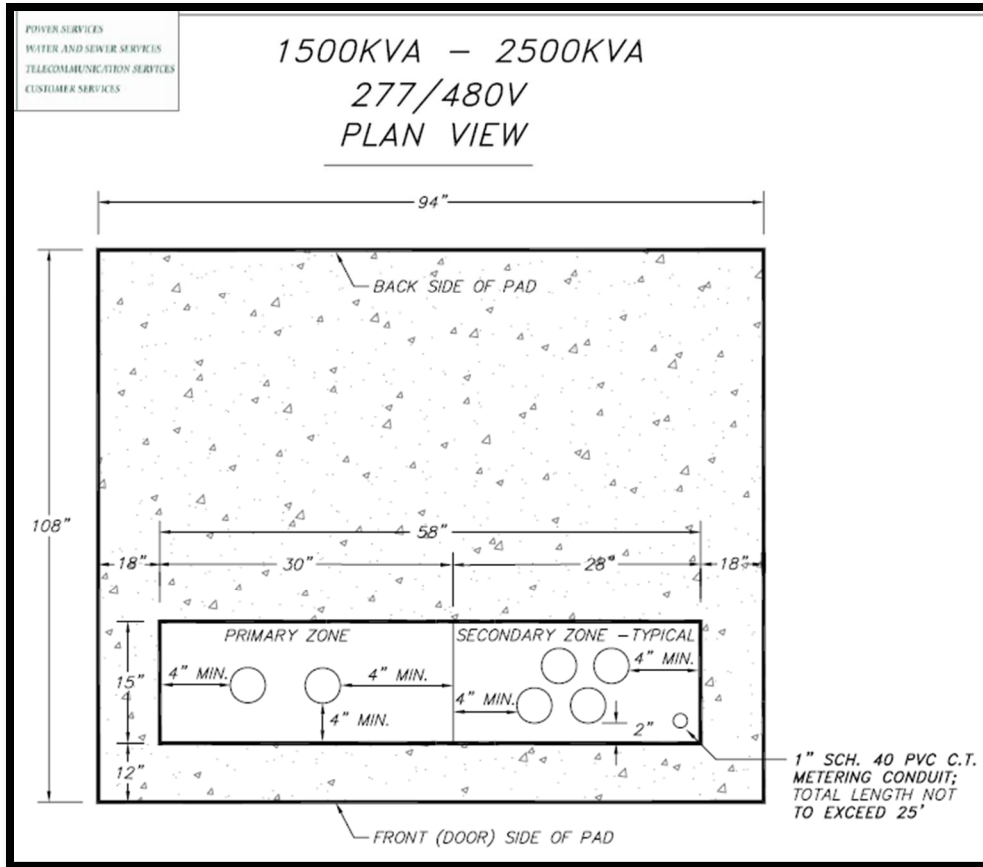 POWER SERVICES
WATER AND SEWER SERVICES
TELECOMMUNICATION SERVICES
CUSTOMER SERVICES
1500KVA - 2500KVA
277/480V
PLAN VIEW
94"
BACK SIDE OF PAD
108"
58"
18"
30"
28"
18"
PRIMARY ZONE
SECONDARY ZONE -TYPICAL
15"
4" MIN.
4" MIN.
4" MIN.
4" MIN.
4" MIN.
2"
12"
1" SCH. 40 PVC C.T.
METERING CONDUIT;
TOTAL LENGTH NOT
TO EXCEED 25'
FRONT (DOOR) SIDE OF PAD